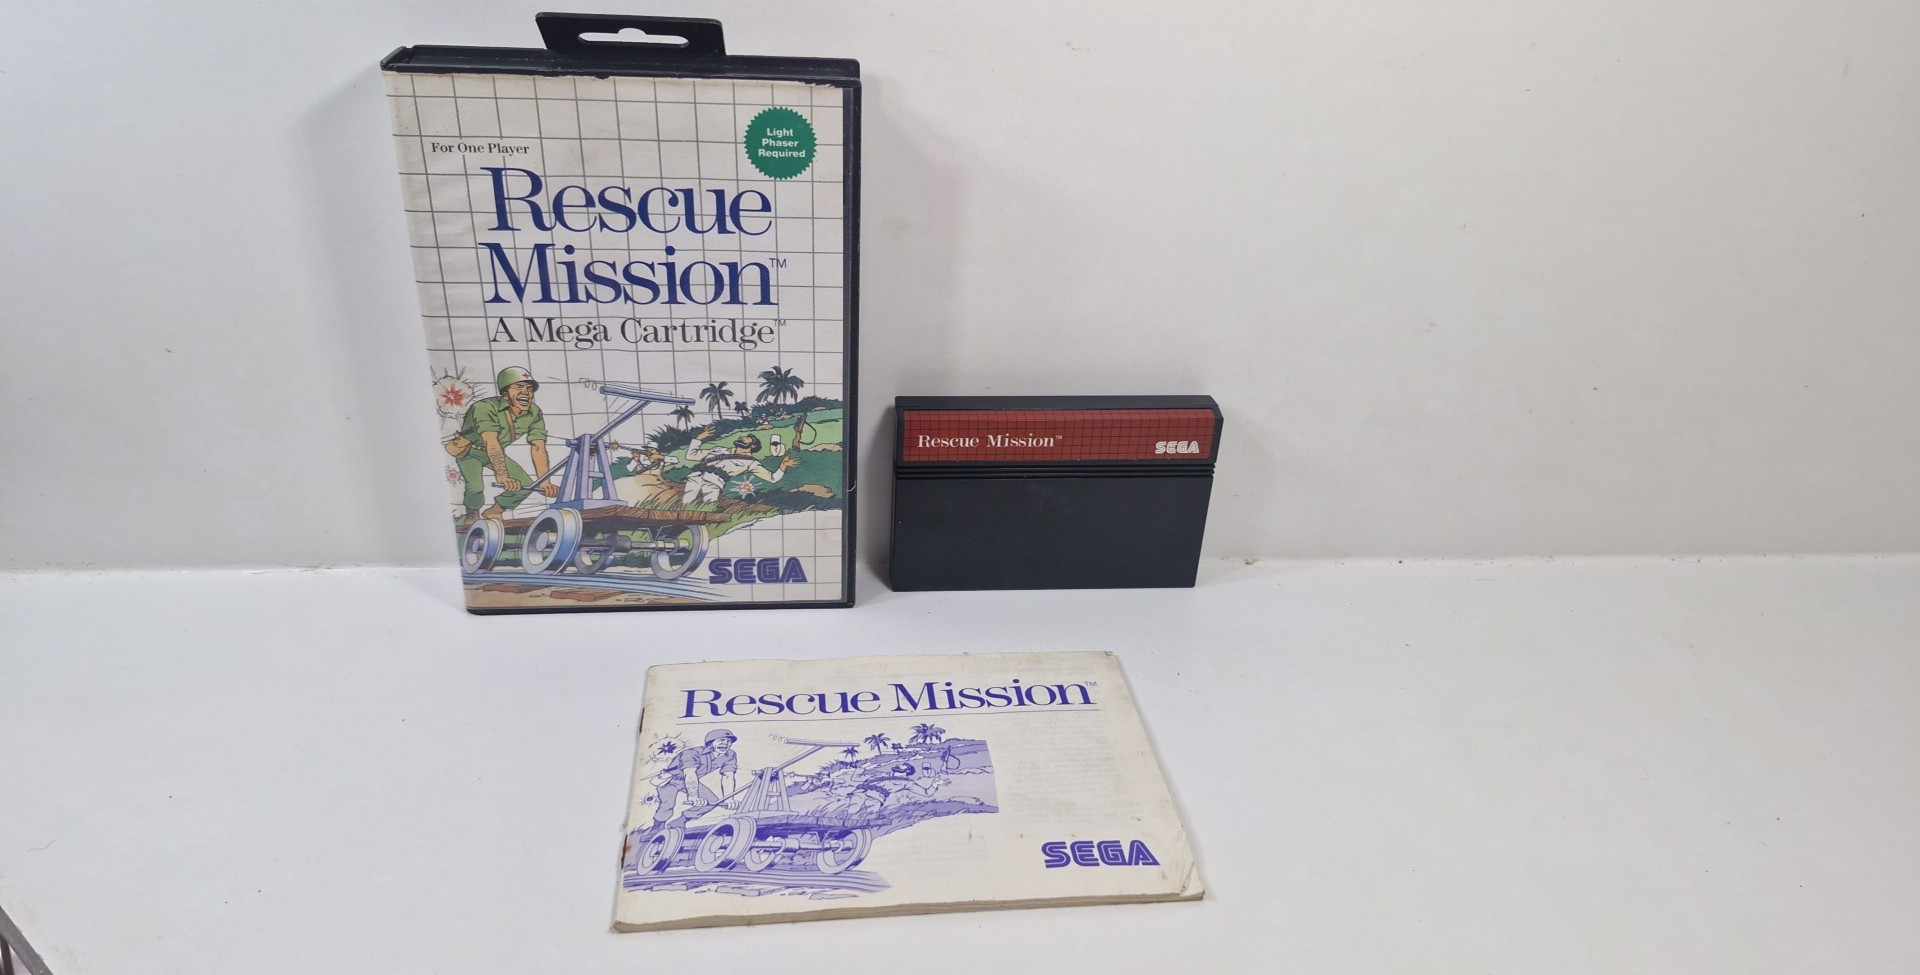 For One Player
Light
Phaser
Required
Rescue
Mission™
A Mega Cartridge™
SEGA
Rescue Mission™
SEGA
Rescue Mission™
SEGA